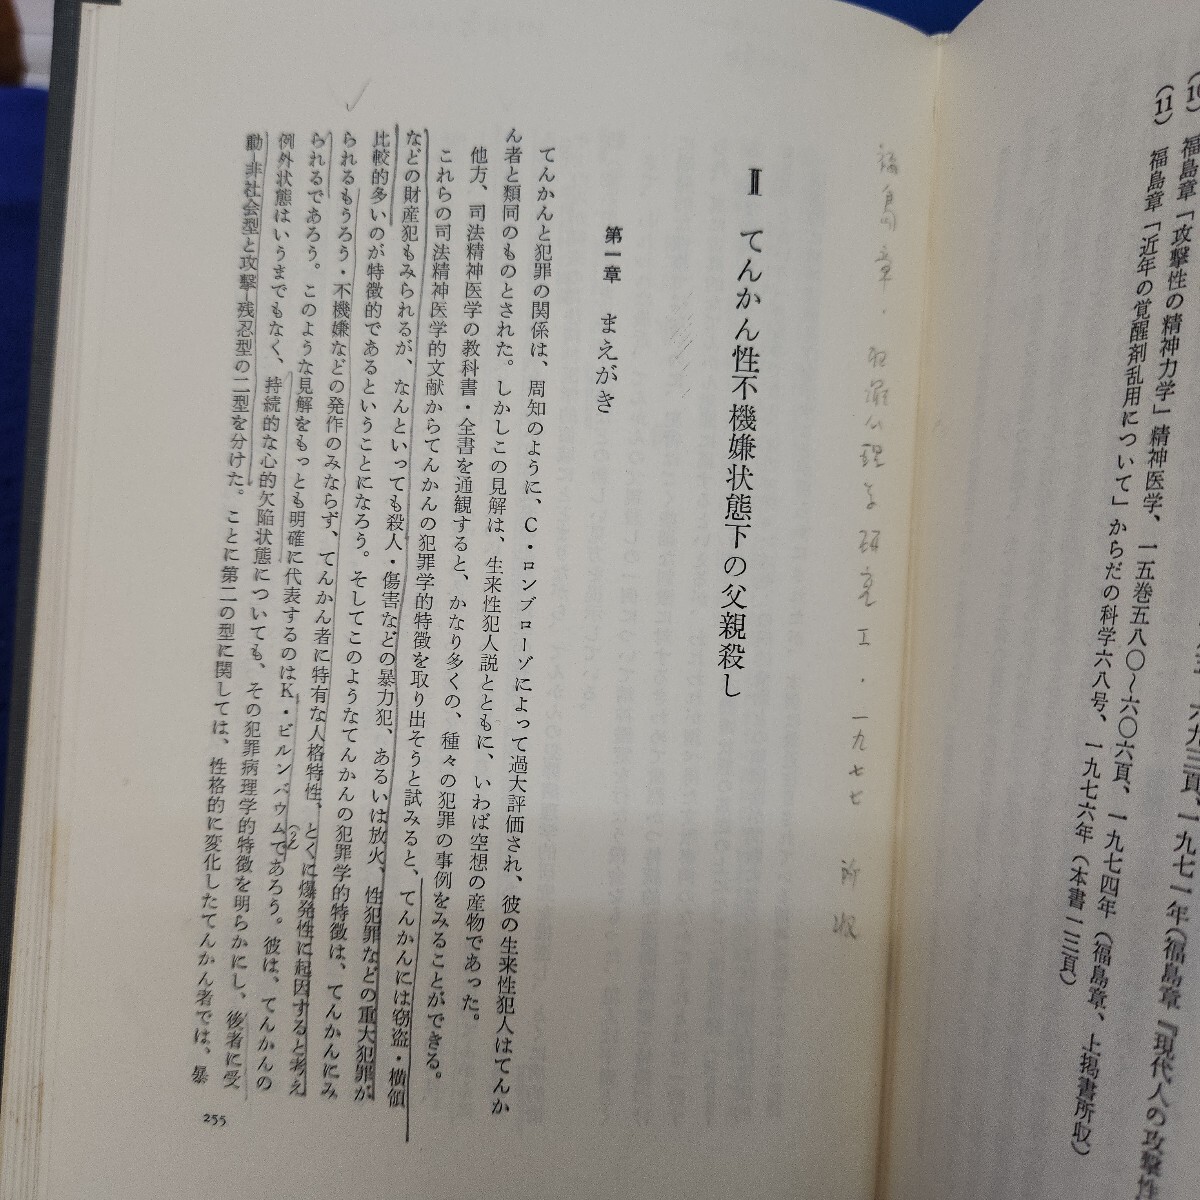 (10) 福島章「攻撃性の精神力学」精神医学、一五巻五八〇〜六〇六頁、一九七四年(福島章、上掲書所収)
(11) 福島章「近年の覚醒剤乱用について」からだの科学六八号、一九七六年(本書一三頁)
六九三頁、一九七一年(福島章『現代人の攻撃性
福島章・犯罪心理学研究I・一九七七 所収
II てんかん性不機嫌状態下の父親殺し
第一章 まえがき
てんかんと犯罪の関係は、周知のように、C・ロンブローゾによって過大評価され、彼の生来性犯人はてんか
ん者と類同のものとされた。しかしこの見解は、生来性犯人説とともに、いわば空想の産物であった。
他方、司法精神医学の教科書・全書を通観すると、かなり多くの、種々の犯罪の事例をみることができる。
これらの司法精神医学的文献からてんかんの犯罪学的特徴を取り出そうと試みると、てんかんには窃盗・横領
などの財産犯もみられるが、なんといっても殺人・傷害などの暴力犯、あるいは放火、性犯罪などの重大犯罪が
比較的多いのが特徴的であるということになろう。そしてこのようなてんかんの犯罪学的特徴は、てんかんにみ
られるもうろう・不機嫌などの発作のみならず、てんかん者に特有な人格特性、とくに爆発性に起因すると考え
られるであろう。このような見解をもっとも明確に代表するのはK・ビルンバウム(2)であろう。彼は、てんかんの
例外状態はいうまでもなく、持続的な心的欠陥状態についても、その犯罪病理学的特徴を明らかにし、後者に受
動-非社会型と攻撃-残忍型の二型を分けた。ことに第二の型に関しては、性格的に変化したてんかん者では、暴
255